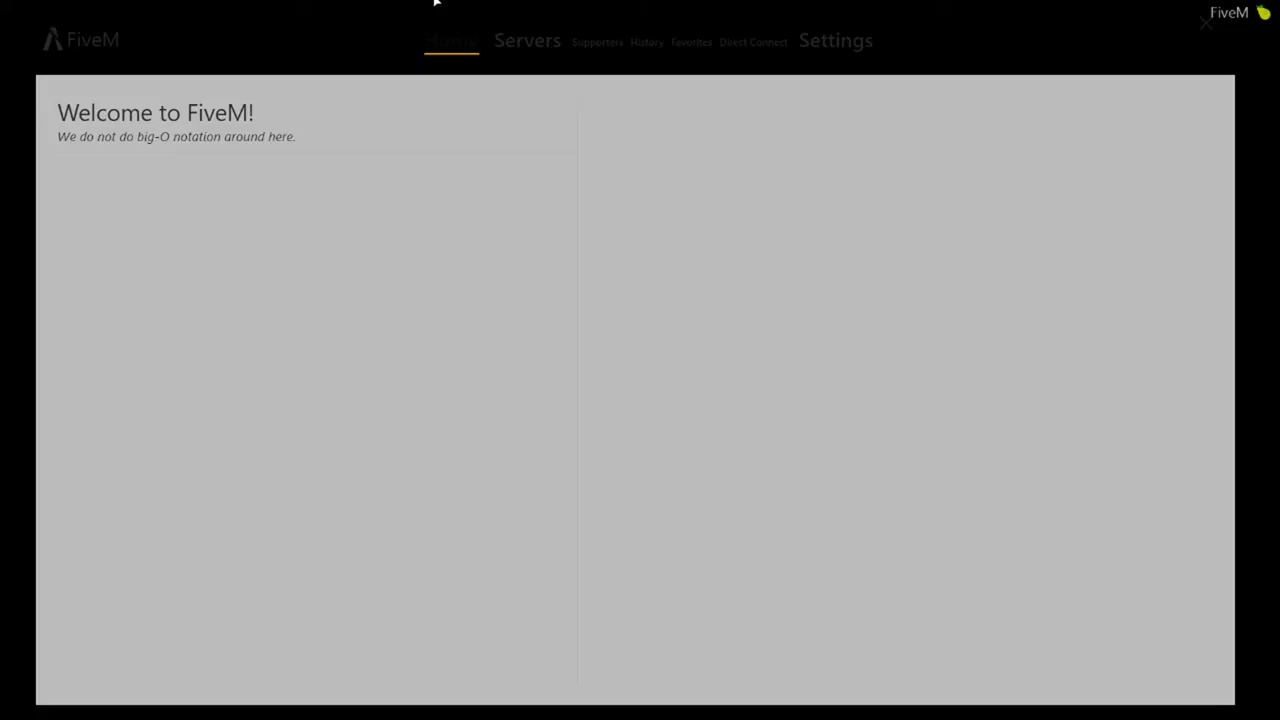 FiveM
FiveM
Home Servers Supporters History Favorites Direct Connect Settings
Welcome to FiveM!
We do not do big-O notation around here.